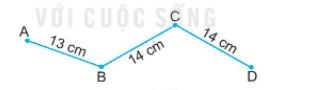 VỚI CUỘC SỐNG
C
A
13 cm
14 cm
14 cm
B
D